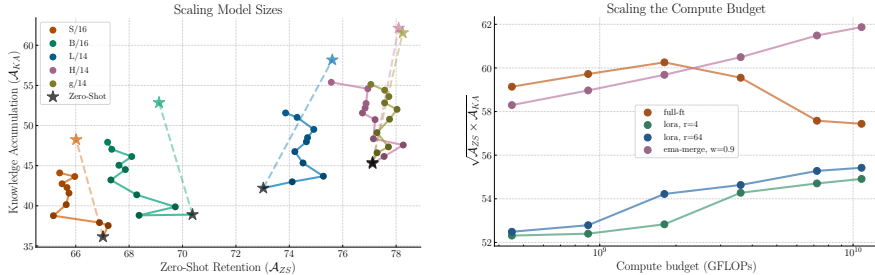 Scaling Model Sizes
Knowledge Accumulation (𝒜_KA)
60
55
50
45
40
35
S/16
B/16
L/14
H/14
g/14
Zero-Shot
66
68
70
72
74
76
78
Zero-Shot Retention (𝒜_ZS)
Scaling the Compute Budget
√𝒜_ZS × 𝒜_KA
62
60
58
56
54
52
full-ft
lora, r=4
lora, r=64
ema-merge, w=0.9
10⁹
10¹⁰
Compute budget (GFLOPs)